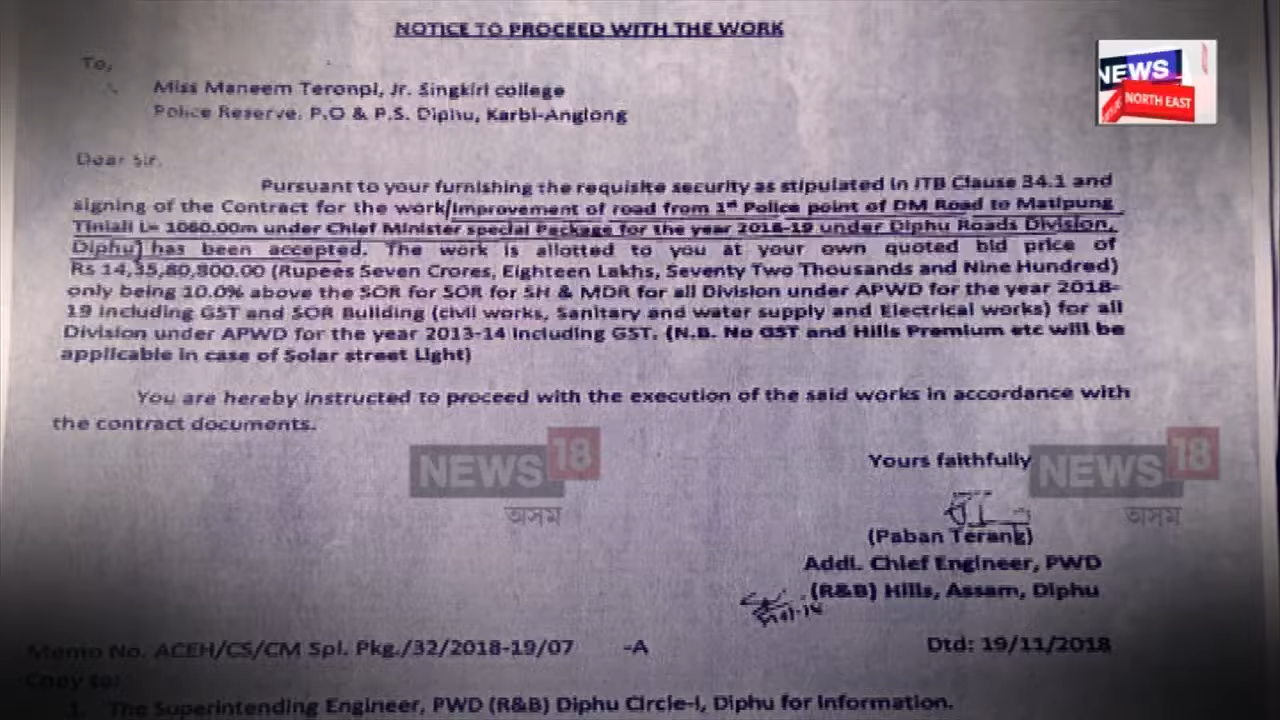 NOTICE TO PROCEED WITH THE WORK
To,
NEWS
NORTH EAST
Miss Maneem Teronpi, Jr. Singkiri college
Police Reserve. P.O & P.S. Diphu, Karbi-Anglong
Dear Sir,
Pursuant to your furnishing the requisite security as stipulated in ITB Clause 34.1 and
signing of the Contract for the work/Improvement of road from 1st Police point of DM Road to Matipung
Tiniali L= 1060.00m under Chief Minister special Package for the year 2018-19 under Diphu Roads Division,
Diphu] has been accepted. The work is allotted to you at your own quoted bid price of
Rs 14,35,80,800.00 (Rupees Seven Crores, Eighteen Lakhs, Seventy Two Thousands and Nine Hundred)
only being 10.0% above the SOR for SOR for SH & MDR for all Division under APWD for the year 2018-
19 including GST and SOR Building (civil works, Sanitary and water supply and Electrical works) for all
Division under APWD for the year 2013-14 including GST. (N.B. No GST and Hills Premium etc will be
applicable in case of Solar street Light)
You are hereby instructed to proceed with the execution of the said works in accordance with
the contract documents.
NEWS 18
অসম
Yours faithfully
NEWS 18
অসম
(Paban Terang)
Addl. Chief Engineer, PWD
(R&B) Hills, Assam, Diphu
Memo No. ACEH/CS/CM Spl. Pkg./32/2018-19/07 -A
Dtd: 19/11/2018
Copy to:
1. The Superintending Engineer, PWD (R&B) Diphu Circle-I, Diphu for information.